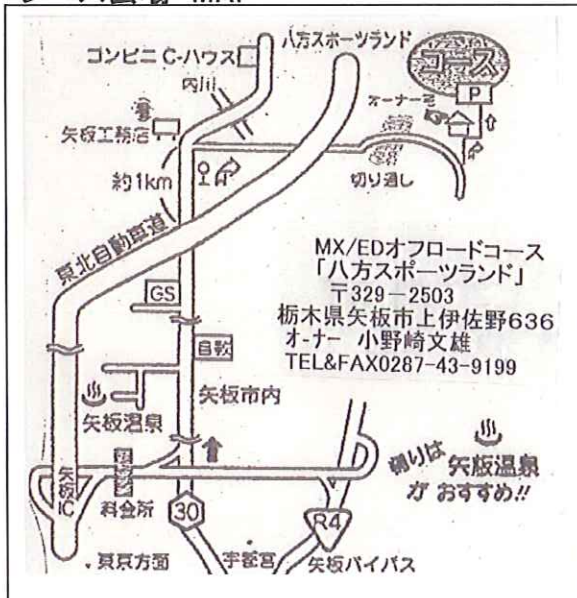 八方スポーツランド
コンビニ C-ハウス
内川
コース
P
オーナー宅
矢板工務店
約1km
切り通し
東北自動車道
MX/EDオフロードコース
「八方スポーツランド」
〒329-2503
栃木県矢板市上伊佐野636
オーナー 小野崎文雄
TEL&FAX0287-43-9199
GS
自教
矢板市内
矢板温泉
帰りは 矢板温泉
が おすすめ!!
矢板IC
料金所
30
R4
東京方面
宇都宮
矢板バイパス